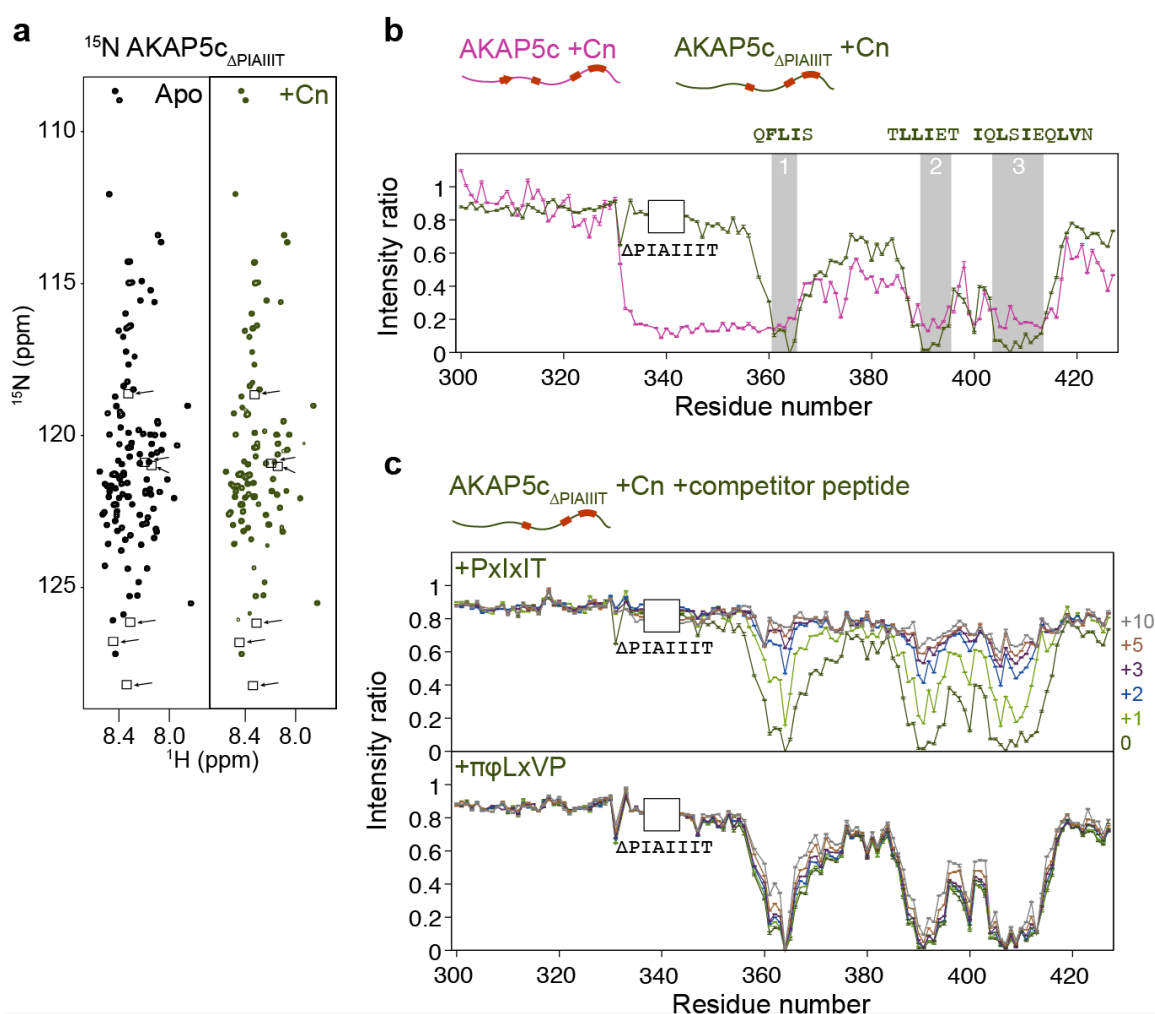 a
¹⁵N AKAP5cΔPIAIIIT
Apo
+Cn
110
115
120
125
¹⁵N (ppm)
8.4 8.0 8.4 8.0
¹H (ppm)
b
AKAP5c +Cn
AKAP5cΔPIAIIIT +Cn
QFLIS TLLIET IQLSIEQLVN
1 2 3
1
0.8
0.6
0.4
0.2
0
Intensity ratio
ΔPIAIIIT
300 320 340 360 380 400 420
Residue number
c
AKAP5cΔPIAIIIT +Cn +competitor peptide
+PxIxIT
1
0.8
0.6
0.4
0.2
0
Intensity ratio
ΔPIAIIIT
+10
+5
+3
+2
+1
0
+πφLxVP
1
0.8
0.6
0.4
0.2
0
Intensity ratio
ΔPIAIIIT
300 320 340 360 380 400 420
Residue number